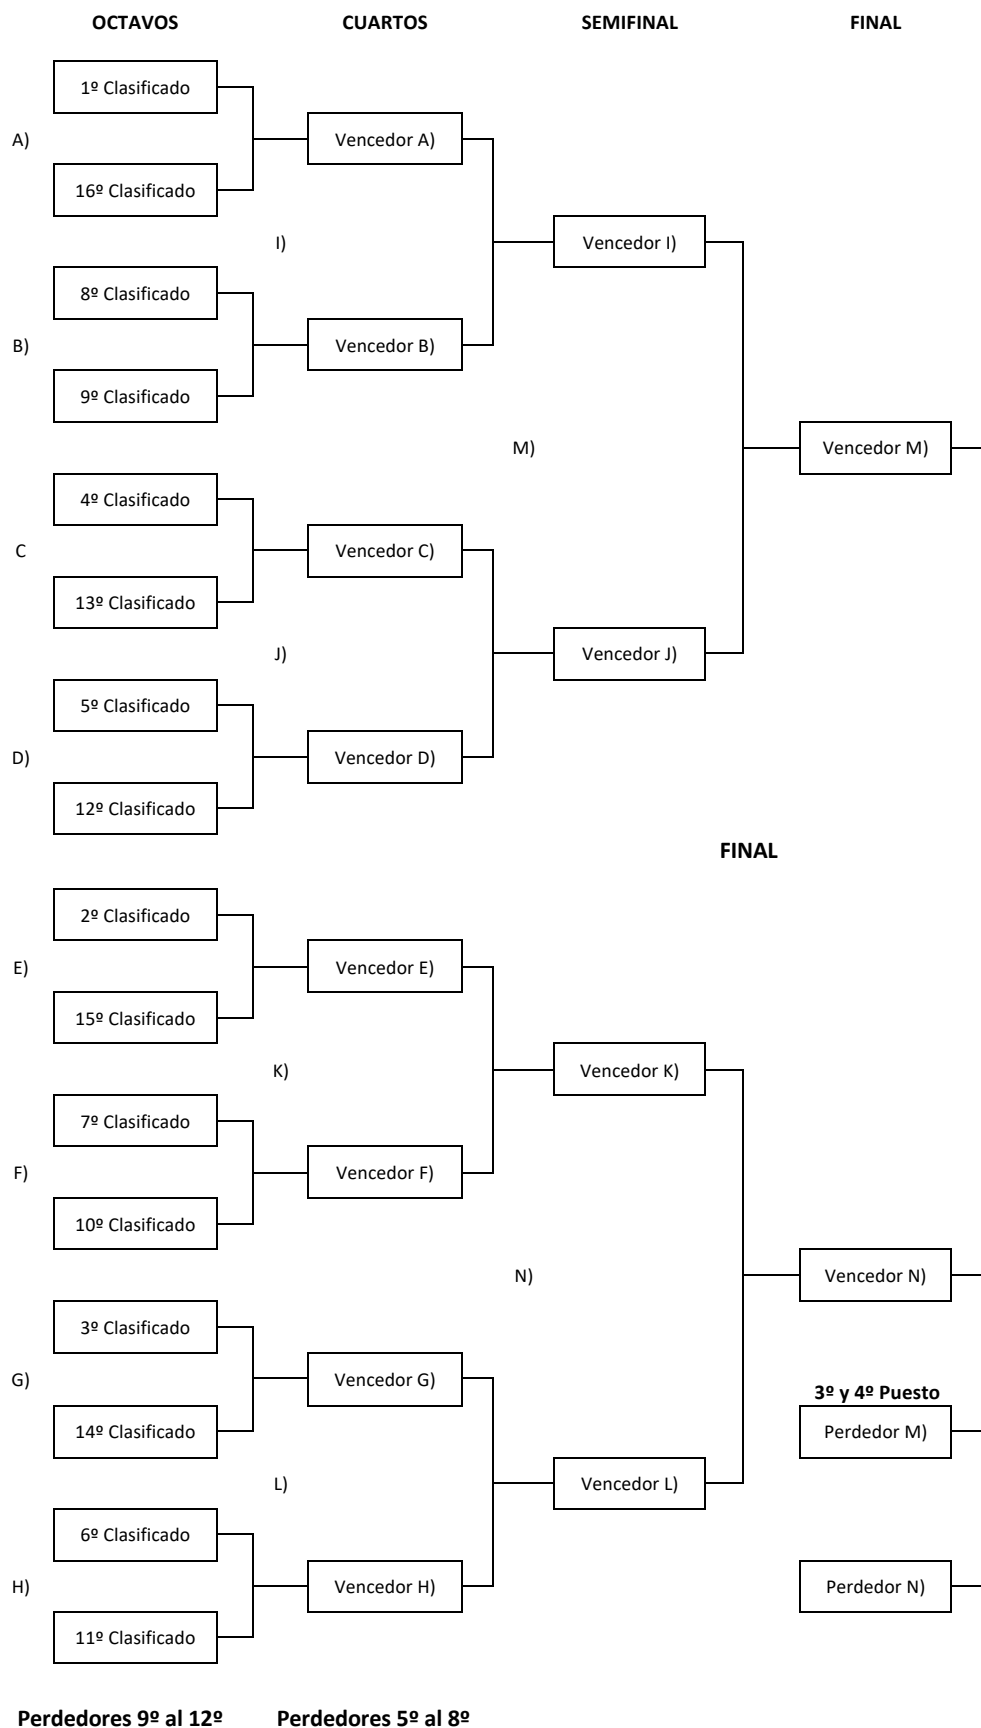 OCTAVOS CUARTOS SEMIFINAL FINAL
1º Clasificado
A) Vencedor A)
16º Clasificado
I) Vencedor I)
8º Clasificado
B) Vencedor B)
9º Clasificado
M) Vencedor M)
4º Clasificado
C Vencedor C)
13º Clasificado
J) Vencedor J)
5º Clasificado
D) Vencedor D)
12º Clasificado
FINAL
2º Clasificado
E) Vencedor E)
15º Clasificado
K) Vencedor K)
7º Clasificado
F) Vencedor F)
10º Clasificado
N) Vencedor N)
3º Clasificado
G) Vencedor G)
3º y 4º Puesto
14º Clasificado Perdedor M)
L) Vencedor L)
6º Clasificado
H) Vencedor H) Perdedor N)
11º Clasificado
Perdedores 9º al 12º Perdedores 5º al 8º